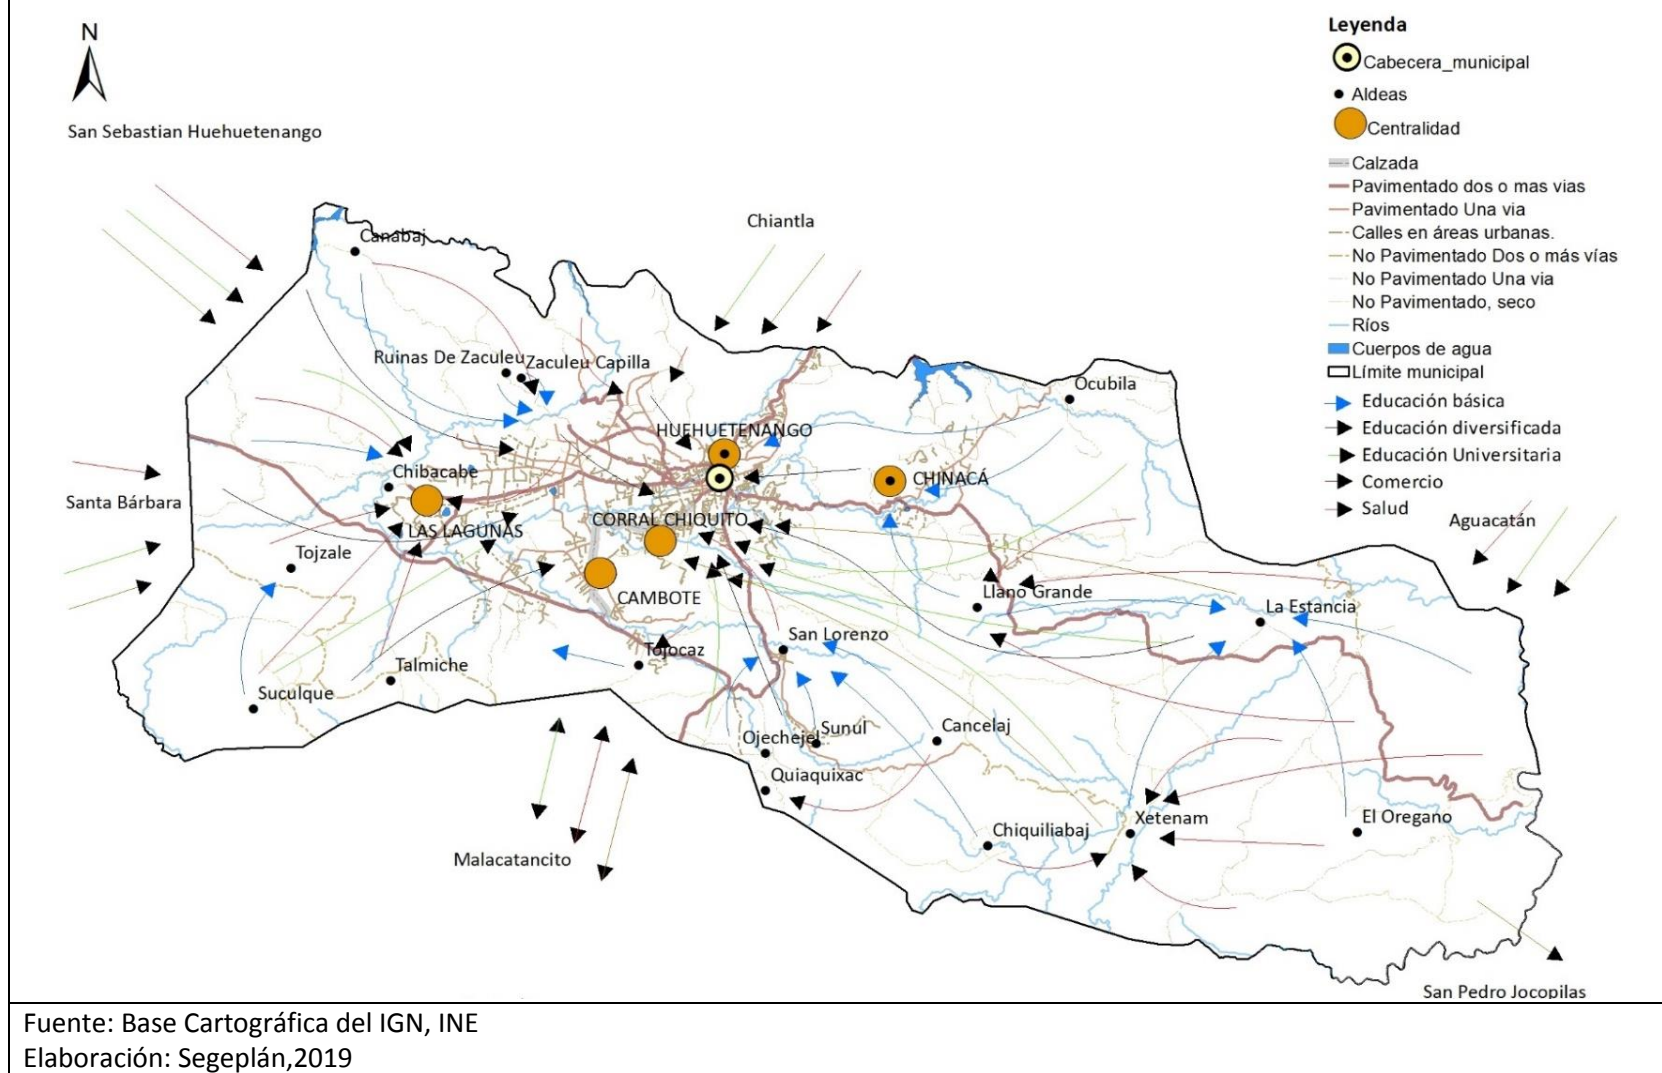 N
San Sebastian Huehuetenango
Chiantla
Canabaj
Ruinas De Zaculeu
Zaculeu Capilla
Ocubila
HUEHUETENANGO
Chibacabe
CHINACÁ
Santa Bárbara
LAS LAGUNAS
CORRAL CHIQUITO
Aguacatán
Tojzale
CAMBOTE
Llano Grande
La Estancia
San Lorenzo
Tojocaz
Talmiche
Suculque
Ojechejel
Sunul
Cancelaj
Quiaquixac
Malacatancito
Chiquiliabaj
Xetenam
El Oregano
San Pedro Jocopilas
Leyenda
Cabecera_municipal
Aldeas
Centralidad
Calzada
Pavimentado dos o mas vias
Pavimentado Una via
Calles en áreas urbanas.
No Pavimentado Dos o más vías
No Pavimentado Una via
No Pavimentado, seco
Ríos
Cuerpos de agua
Límite municipal
Educación básica
Educación diversificada
Educación Universitaria
Comercio
Salud
Fuente: Base Cartográfica del IGN, INE
Elaboración: Segeplán,2019